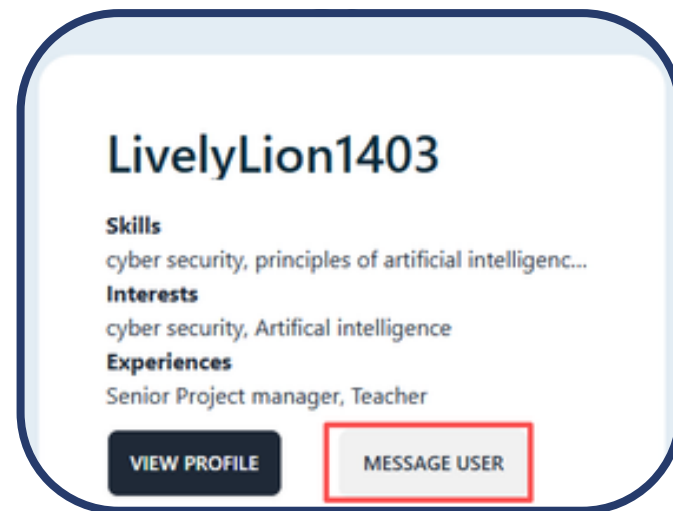 LivelyLion1403
Skills
cyber security, principles of artificial intelligenc...
Interests
cyber security, Artifical intelligence
Experiences
Senior Project manager, Teacher
VIEW PROFILE MESSAGE USER